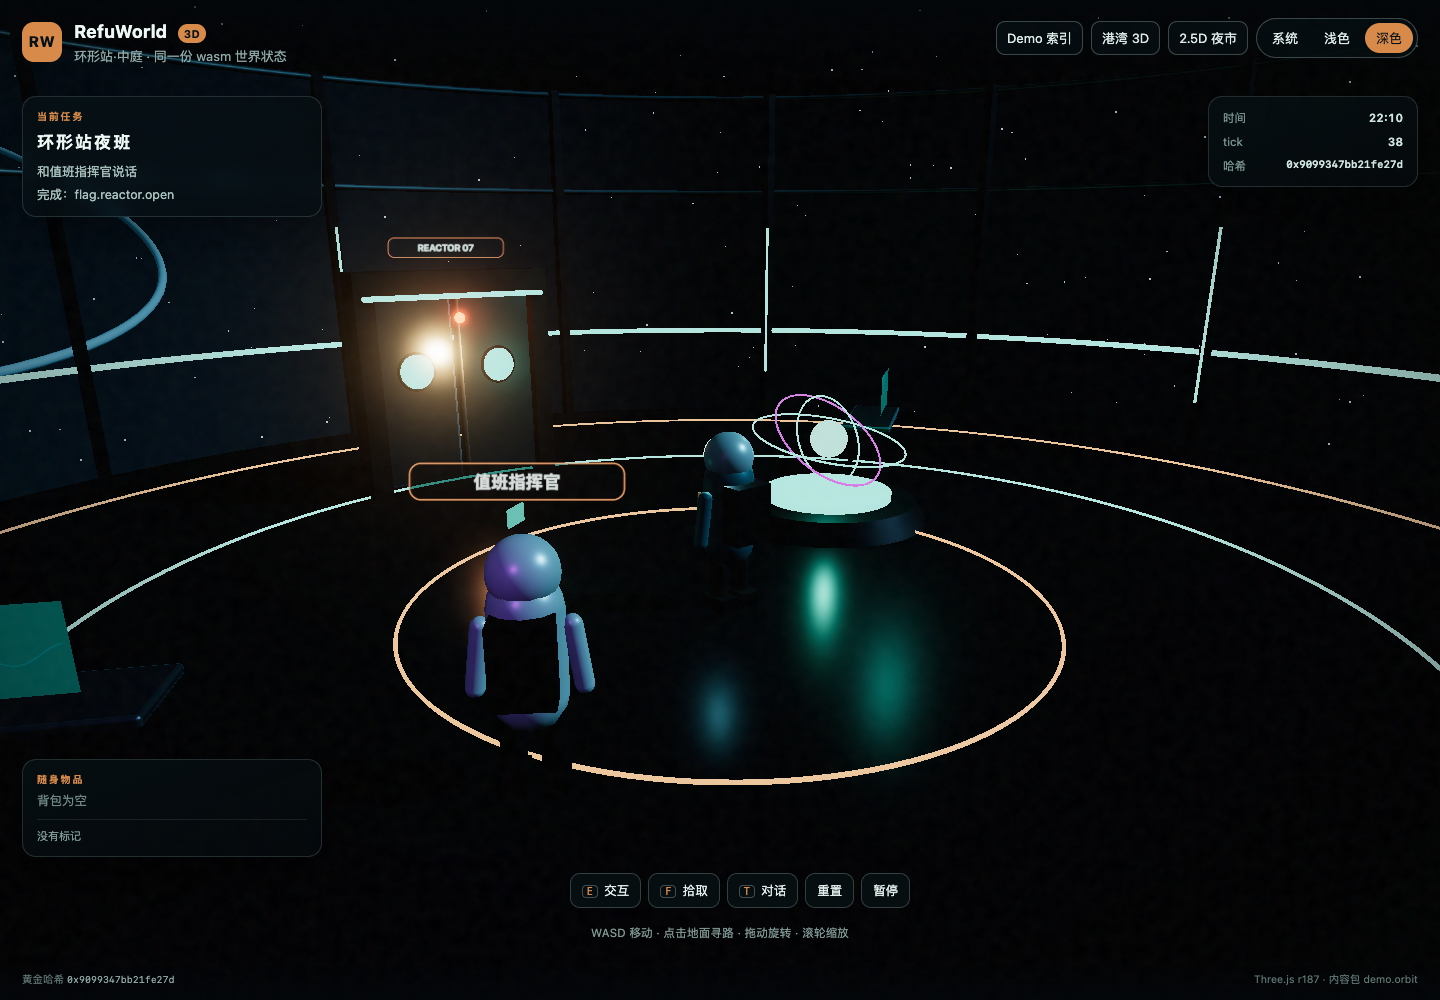 RW
RefuWorld 3D
环形站·中庭 · 同一份 wasm 世界状态
Demo 索引
港湾 3D
2.5D 夜市
系统
浅色
深色
当前任务
环形站夜班
和值班指挥官说话
完成：flag.reactor.open
时间 22:10
tick 38
哈希 0x9099347bb21fe27d
REACTOR 07
值班指挥官
随身物品
背包为空
没有标记
E 交互
F 拾取
T 对话
重置
暂停
WASD 移动 · 点击地面寻路 · 拖动旋转 · 滚轮缩放
黄金哈希 0x9099347bb21fe27d
Three.js r187 · 内容包 demo.orbit